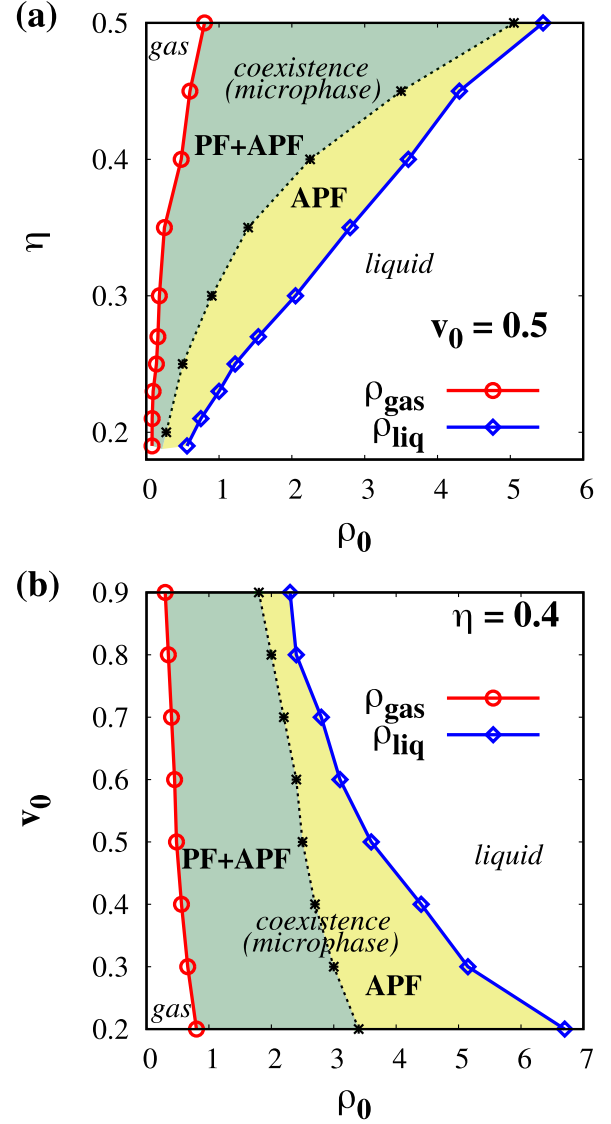 (a)
0.5
gas
coexistence
(microphase)
PF+APF
0.4
APF
η
liquid
0.3
v0 = 0.5
ρgas
ρliq
0.2
0 1 2 3 4 5 6
ρ0
(b)
0.9
η = 0.4
0.8
ρgas
0.7
ρliq
0.6
v0
0.5
PF+APF
liquid
0.4
coexistence
(microphase)
0.3
APF
gas
0.2
0 1 2 3 4 5 6 7
ρ0